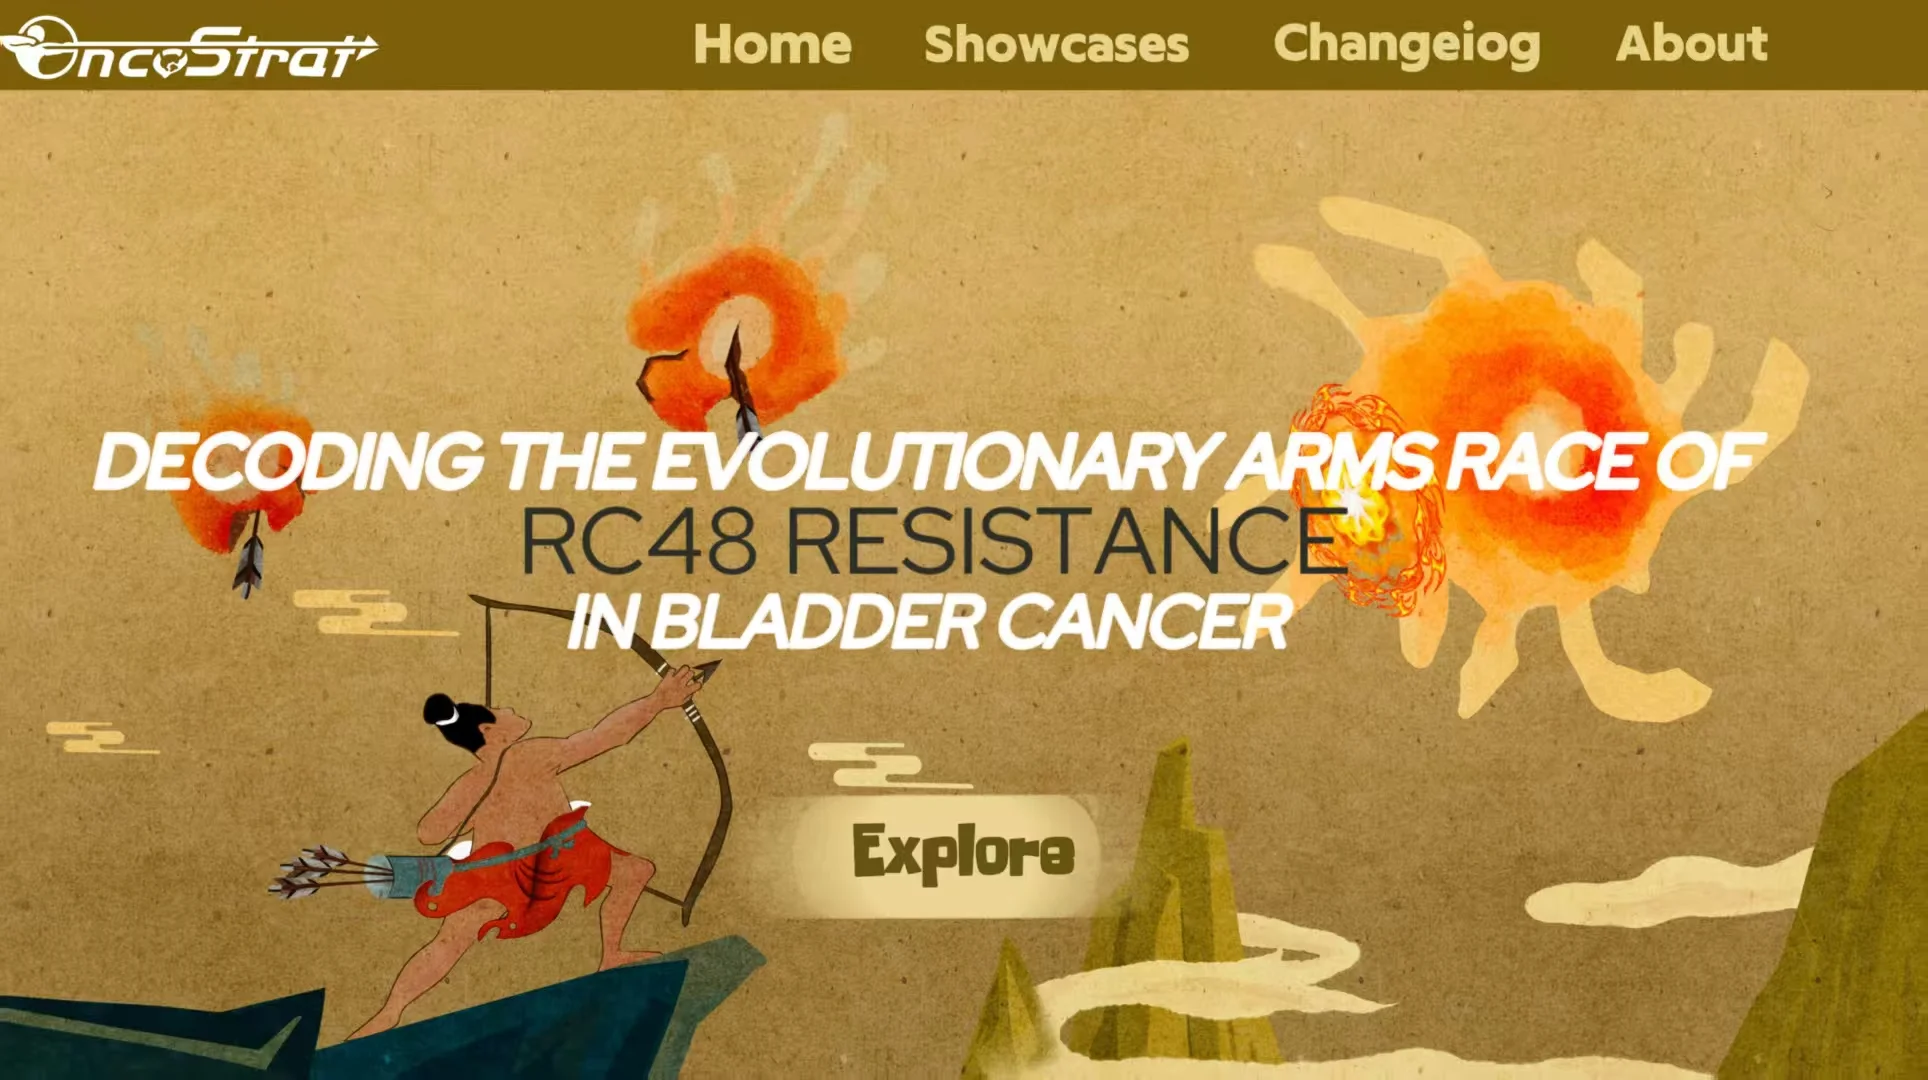 OncoStrat
Home Showcases Changeiog About
DECODING THE EVOLUTIONARY ARMS RACE OF
RC48 RESISTANCE
IN BLADDER CANCER
Explore